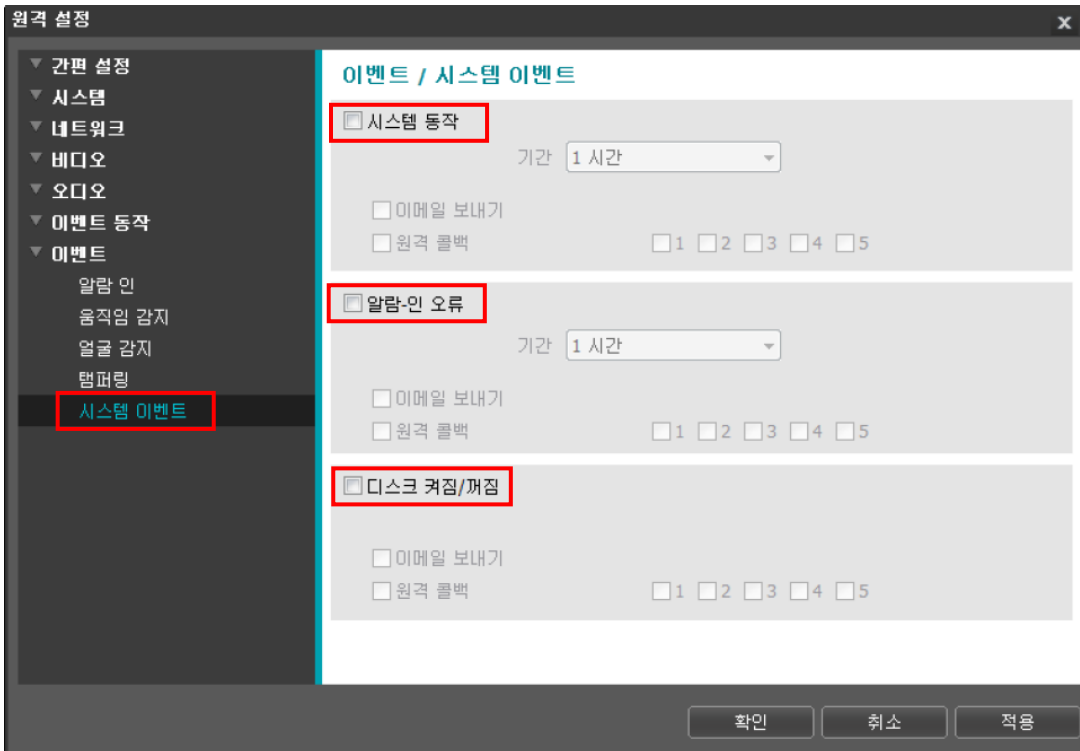 원격 설정
x
간편 설정
시스템
네트워크
비디오
오디오
이벤트 동작
이벤트
알람 인
움직임 감지
얼굴 감지
탬퍼링
시스템 이벤트
이벤트 / 시스템 이벤트
시스템 동작
기간 1 시간
이메일 보내기
원격 콜백 1 2 3 4 5
알람-인 오류
기간 1 시간
이메일 보내기
원격 콜백 1 2 3 4 5
디스크 켜짐/꺼짐
이메일 보내기
원격 콜백 1 2 3 4 5
확인 취소 적용